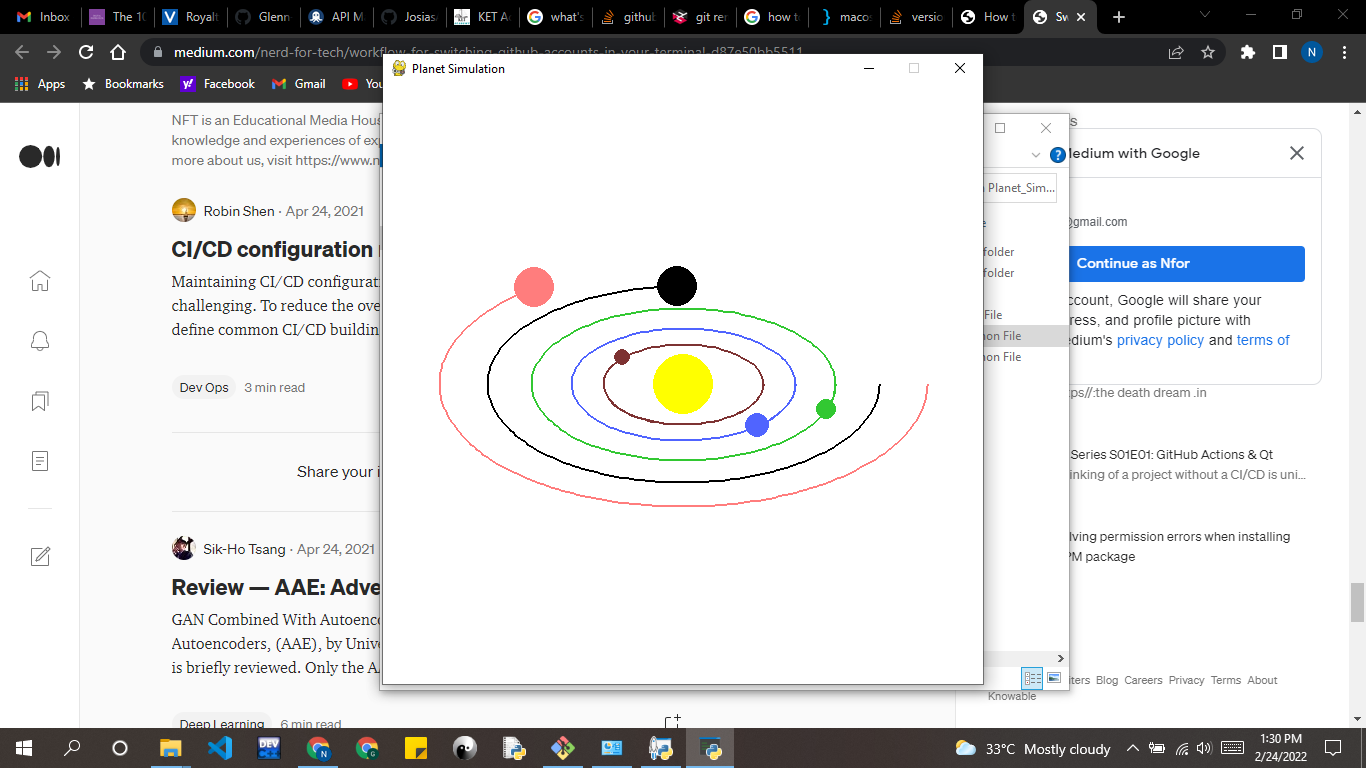 Inbox
The 10
Royalt
Glenn
API M
Josias
KET A
what's
github
git re
how t
macos
versio
How t
Sw
medium.com/nerd-for-tech/workflow-for-switching-github-accounts-in-your-terminal-d87e50bb5511
N
Apps
Bookmarks
Facebook
Gmail
You
Planet Simulation
NFT is an Educational Media Hous
knowledge and experiences of ex
more about us, visit https://www.n
Robin Shen · Apr 24, 2021
CI/CD configuration
Maintaining CI/CD configurati
challenging. To reduce the ove
define common CI/CD buildin
Dev Ops
3 min read
Share your i
Sik-Ho Tsang · Apr 24, 2021
Review — AAE: Adve
GAN Combined With Autoenco
Autoencoders, (AAE), by Unive
is briefly reviewed. Only the A
Deep Learning
6 min read
Planet_Sim...
folder
folder
File
on File
on File
Medium with Google
@gmail.com
Continue as Nfor
ccount, Google will share your
ress, and profile picture with
edium's privacy policy and terms of
tps//:the death dream .in
Series S01E01: GitHub Actions & Qt
inking of a project without a CI/CD is uni...
lving permission errors when installing
PM package
iters Blog Careers Privacy Terms About
Knowable
DEV
33°C Mostly cloudy
1:30 PM
2/24/2022